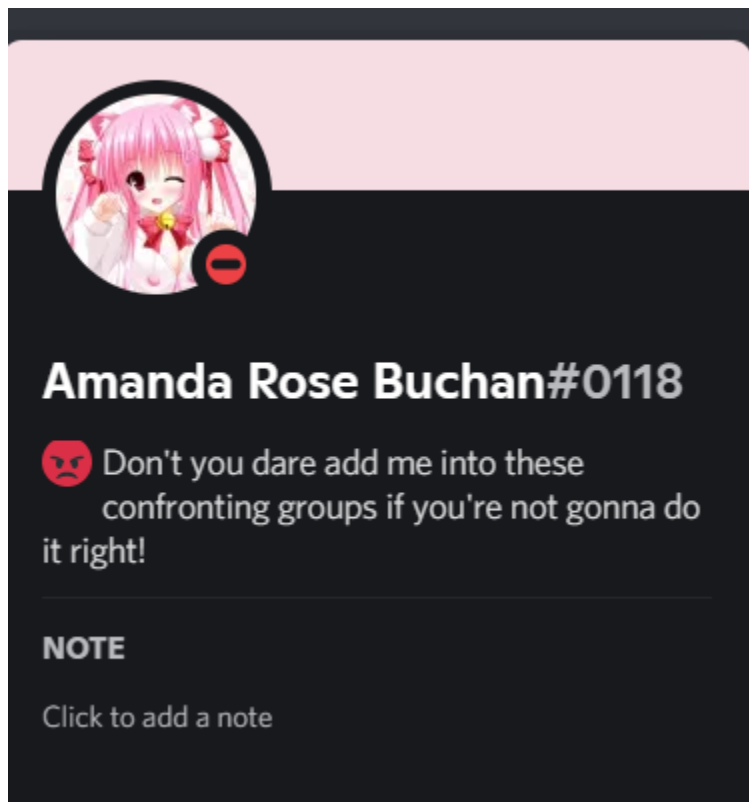 Amanda Rose Buchan#0118
😡 Don't you dare add me into these
confronting groups if you're not gonna do
it right!
NOTE
Click to add a note